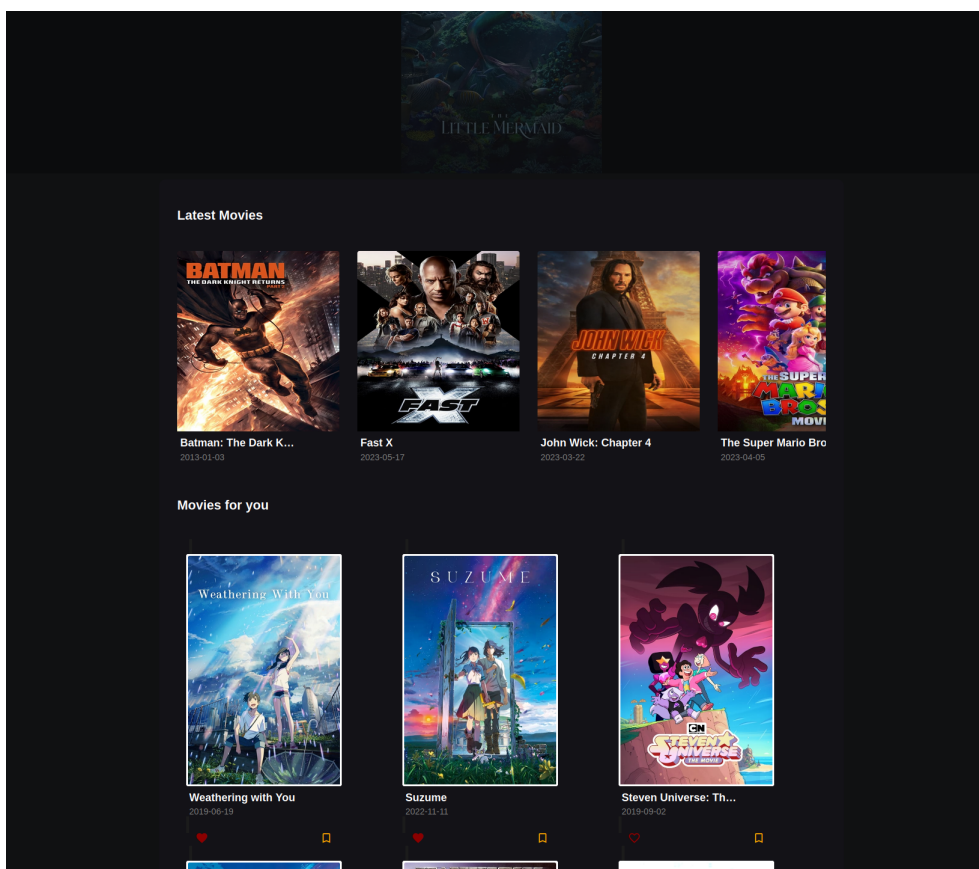 THE
LITTLE MERMAID
Latest Movies
BATMAN
THE DARK KNIGHT RETURNS
FAST
X
JOHN WICK
CHAPTER 4
THE SUPER
MARI
BROS
MOVI
Batman: The Dark K...
Fast X
John Wick: Chapter 4
The Super Mario Bro
2013-01-03
2023-05-17
2023-03-22
2023-04-05
Movies for you
Weathering With You
SUZUME
CN
STEVEN
UNIVERSE
THE MOVIE
Weathering with You
Suzume
Steven Universe: Th...
2019-06-19
2022-11-11
2019-09-02